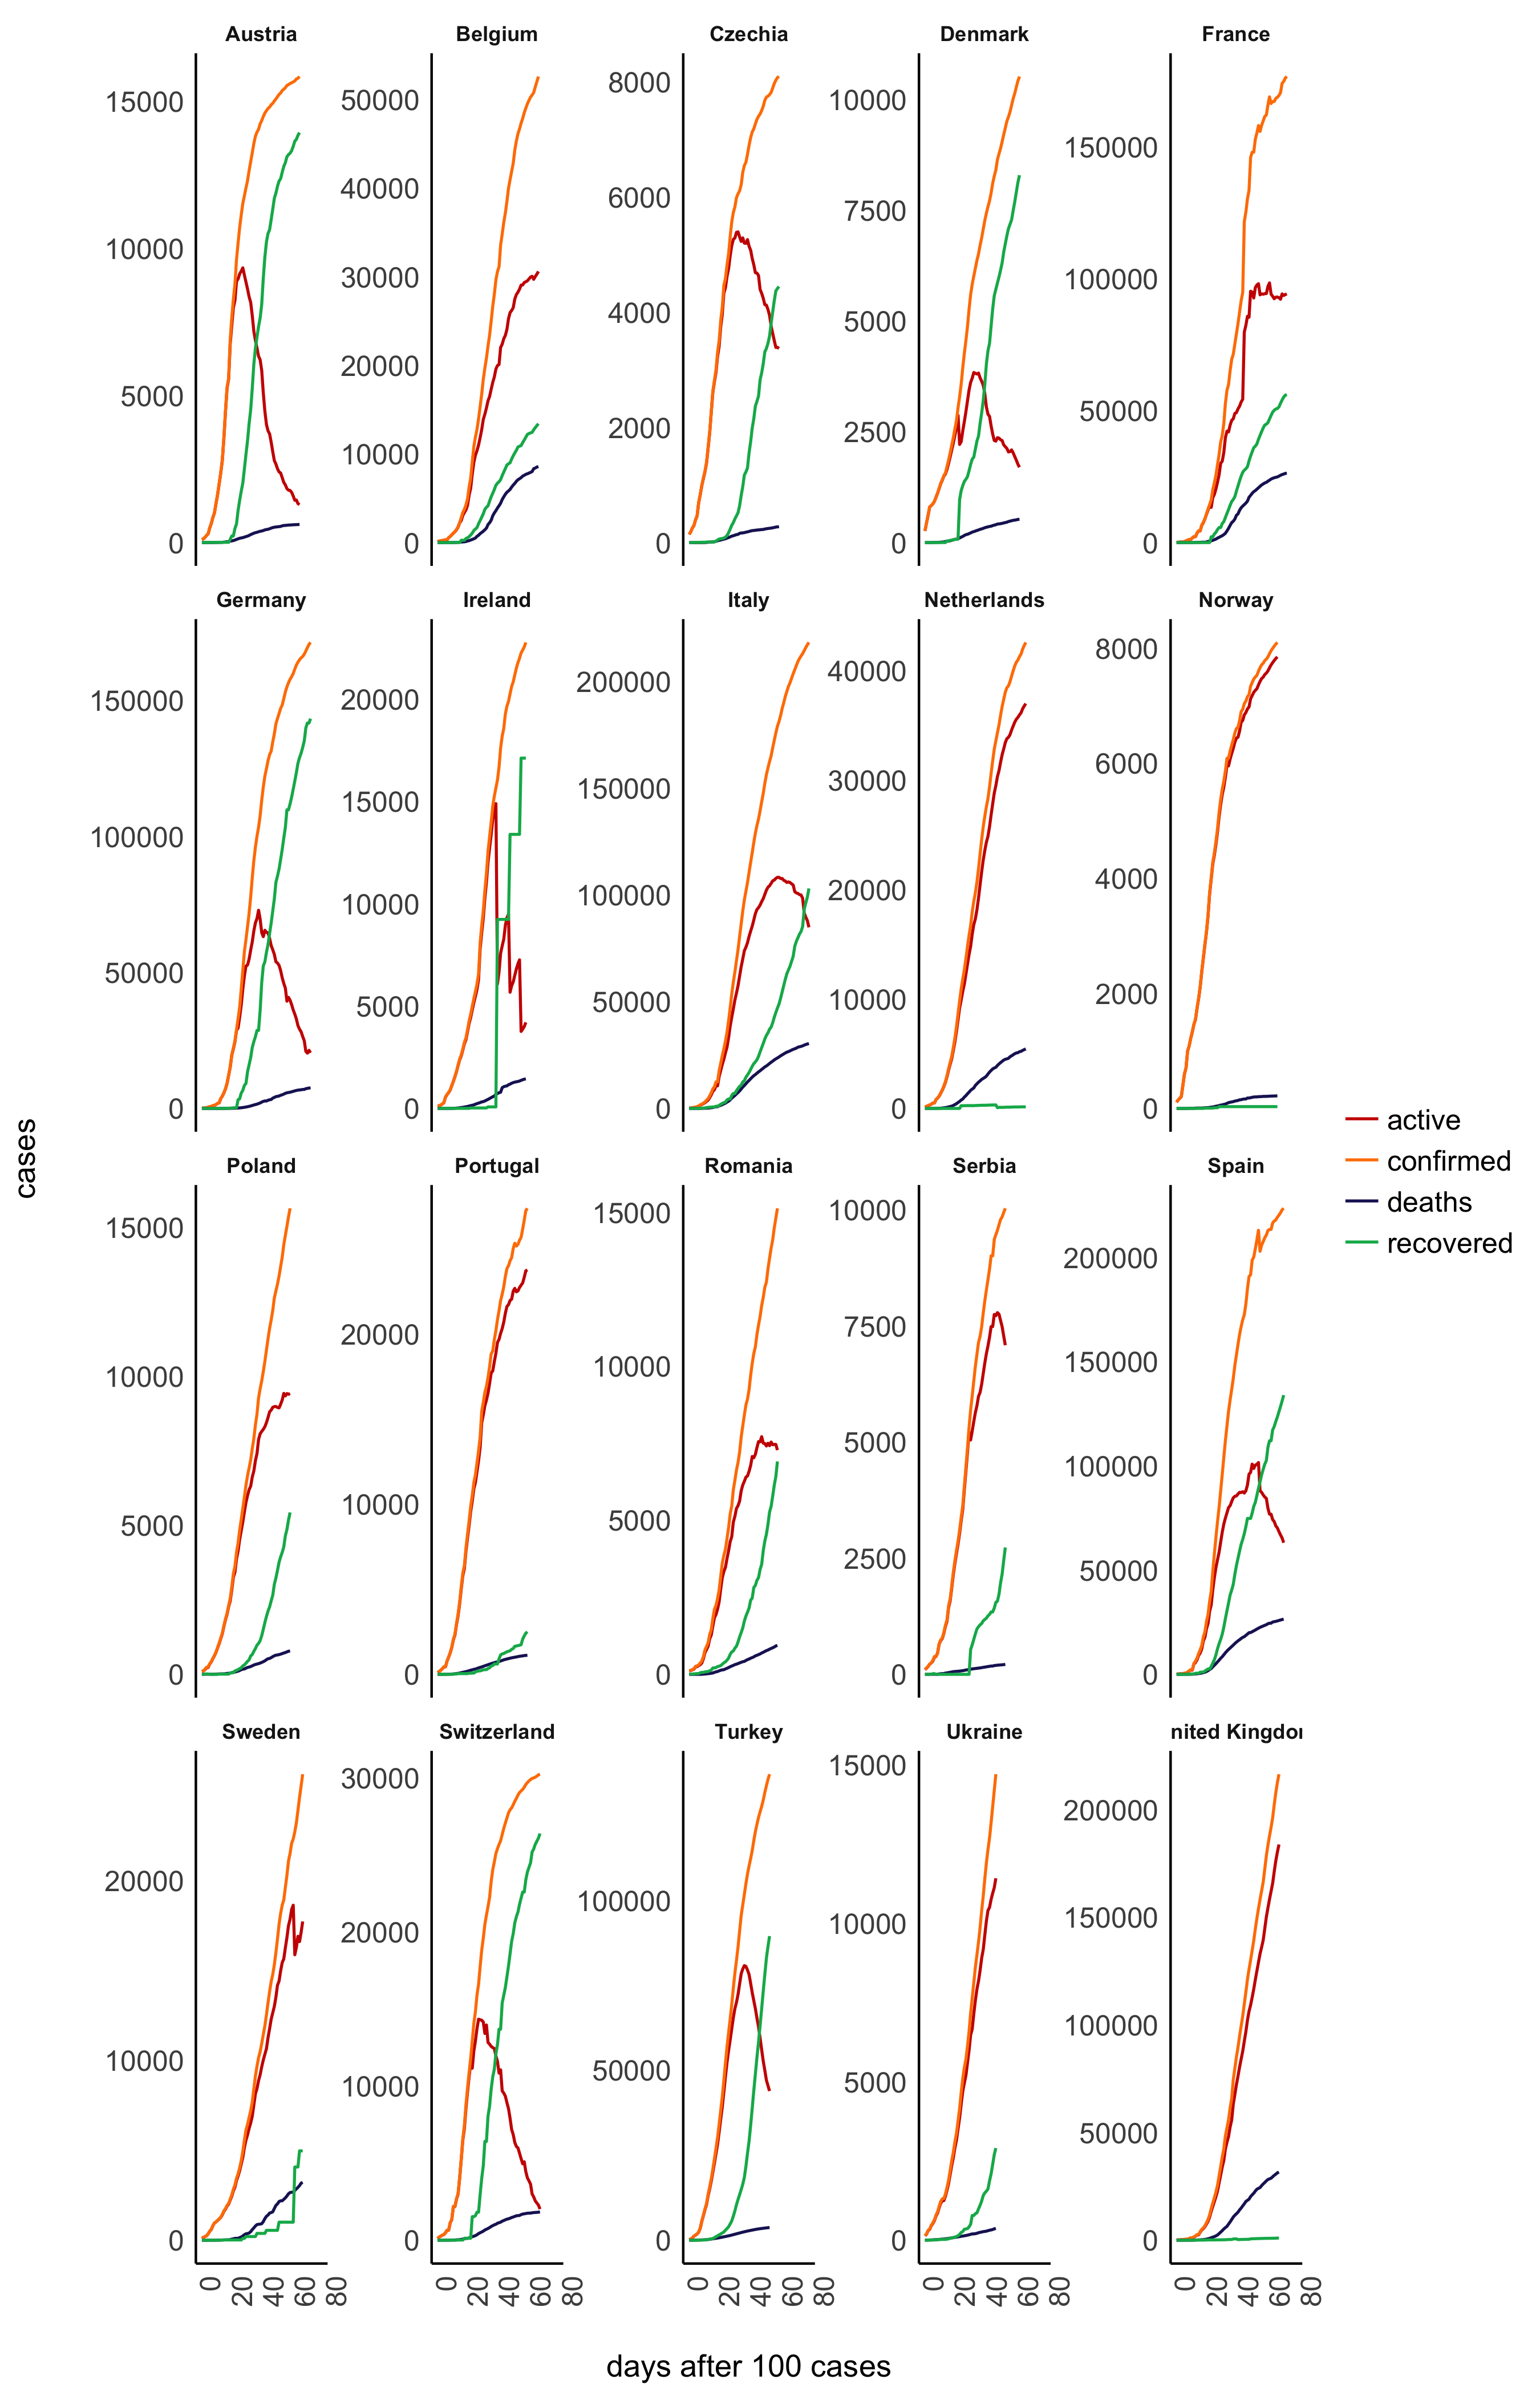 Austria Belgium Czechia Denmark France
15000 10000 5000 0
50000 40000 30000 20000 10000 0
8000 6000 4000 2000 0
10000 7500 5000 2500 0
150000 100000 50000 0
Germany Ireland Italy Netherlands Norway
150000 100000 50000 0
20000 15000 10000 5000 0
200000 150000 100000 50000 0
40000 30000 20000 10000 0
8000 6000 4000 2000 0
cases
active
confirmed
deaths
recovered
Poland Portugal Romania Serbia Spain
15000 10000 5000 0
20000 10000 0
15000 10000 5000 0
10000 7500 5000 2500 0
200000 150000 100000 50000 0
Sweden Switzerland Turkey Ukraine nited Kingdo
20000 10000 0
30000 20000 10000 0
100000 50000 0
15000 10000 5000 0
200000 150000 100000 50000 0
0 20 40 60 80 0 20 40 60 80 0 20 40 60 80 0 20 40 60 80 0 20 40 60 80
days after 100 cases